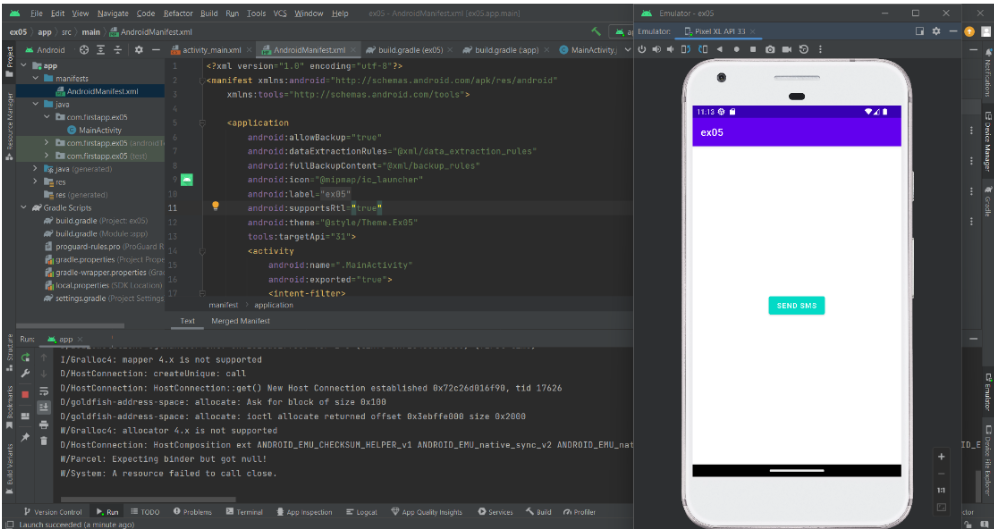 File Edit View Navigate Code Refactor Build Run Tools VCS Window Help ex05 - AndroidManifest.xml [ex05.app.main]
Emulator - ex05
ex05 app src main AndroidManifest.xml
Emulator: Pixel XL API 33
Android
activity_main.xml AndroidManifest.xml build.gradle (ex05) build.gradle (:app) MainActivity.j
app
manifests
AndroidManifest.xml
java
com.firstapp.ex05
MainActivity
com.firstapp.ex05
com.firstapp.ex05 (test)
java (generated)
res
res (generated)
Gradle Scripts
build.gradle (Project: ex05)
build.gradle (Module :app)
proguard-rules.pro (ProGuard R
gradle.properties (Project Prope
gradle-wrapper.properties (Grad
local.properties (SDK Location)
settings.gradle (Project Settings
1 <?xml version="1.0" encoding="utf-8"?>
2 <manifest xmlns:android="http://schemas.android.com/apk/res/android"
3 xmlns:tools="http://schemas.android.com/tools">
4
5 <application
6 android:allowBackup="true"
7 android:dataExtractionRules="@xml/data_extraction_rules"
8 android:fullBackupContent="@xml/backup_rules"
9 android:icon="@mipmap/ic_launcher"
10 android:label="ex05"
11 android:supportsRtl="true"
12 android:theme="@style/Theme.Ex05"
13 tools:targetApi="31">
14 <activity
15 android:name=".MainActivity"
16 android:exported="true">
17 <intent-filter>
manifest application
Text Merged Manifest
ex05
SEND SMS
Project
Resource Manager
Structure
Bookmarks
Build Variants
Notifications
Device Manager
Gradle
Emulator
Device File Explorer
1:1
Run: app
I/Gralloc4: mapper 4.x is not supported
D/HostConnection: createUnique: call
D/HostConnection: HostConnection::get() New Host Connection established 0x72c26d016f90, tid 17626
D/goldfish-address-space: allocate: Ask for block of size 0x100
D/goldfish-address-space: allocate: ioctl allocate returned offset 0x3ebffe000 size 0x2000
W/Gralloc4: allocator 4.x is not supported
D/HostConnection: HostComposition ext ANDROID_EMU_CHECKSUM_HELPER_v1 ANDROID_EMU_native_sync_v2 ANDROID_EMU_nat
W/Parcel: Expecting binder but got null!
W/System: A resource failed to call close.
Version Control Run TODO Problems Terminal App Inspection Logcat App Quality Insights Services Build Profiler
Launch succeeded (a minute ago)